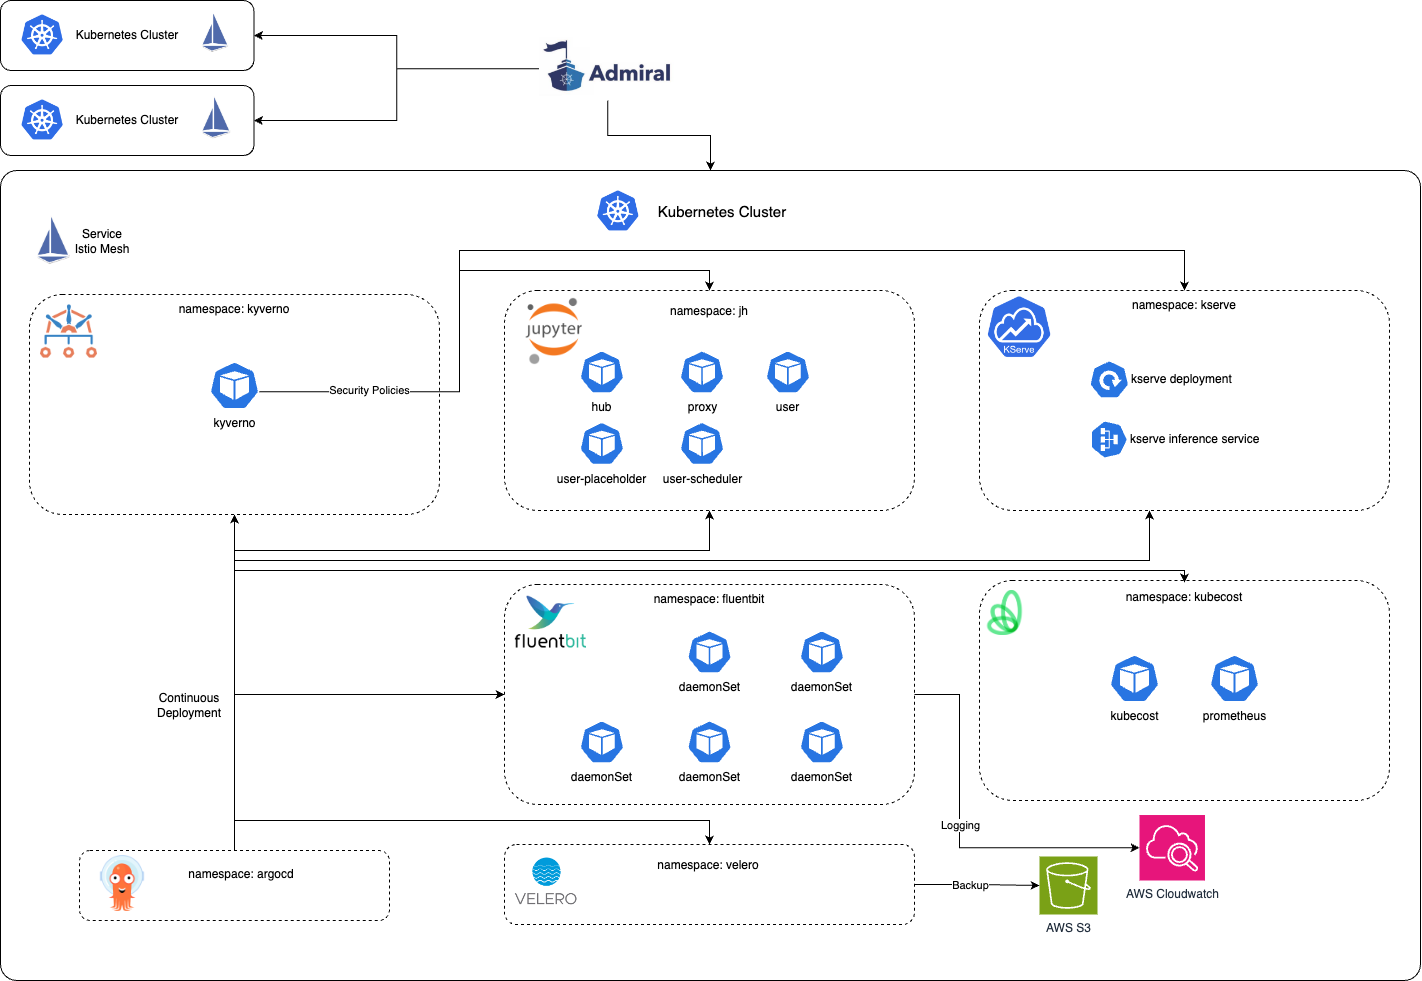 Kubernetes Cluster
Admiral
Kubernetes Cluster
Kubernetes Cluster
Service
Istio Mesh
namespace: kyverno
kyverno
Security Policies
jupyter
namespace: jh
hub
proxy
user
user-placeholder
user-scheduler
KServe
namespace: kserve
kserve deployment
kserve inference service
Continuous
Deployment
fluentbit
namespace: fluentbit
daemonSet
daemonSet
daemonSet
daemonSet
daemonSet
namespace: kubecost
kubecost
prometheus
Logging
AWS Cloudwatch
namespace: argocd
VELERO
namespace: velero
Backup
AWS S3